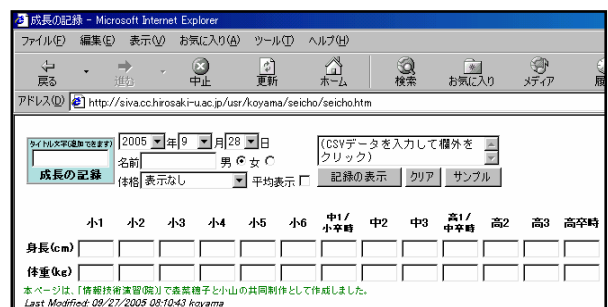 成長の記録 - Microsoft Internet Explorer
ファイル(F) 編集(E) 表示(V) お気に入り(A) ツール(T) ヘルプ(H)
戻る 進む 中止 更新 ホーム 検索 お気に入り メディア 履
アドレス(D) http://siva.cc.hirosaki-u.ac.jp/usr/koyama/seicho/seicho.htm
タイトル文字(追加できます) 2005 年 9 月 28 日
(CSVデータを入力して欄外をクリック)
名前 男 女
成長の記録 体格 表示なし 平均表示 記録の表示 クリア サンプル
小1 小2 小3 小4 小5 小6 中1/小卒時 中2 中3 高1/中卒時 高2 高3 高卒時
身長(cm)
体重(kg)
本ページは、「情報技術演習(院)」で森菜穂子と小山の共同制作として作成しました。
Last Modified: 09/27/2005 08:10:43 koyama